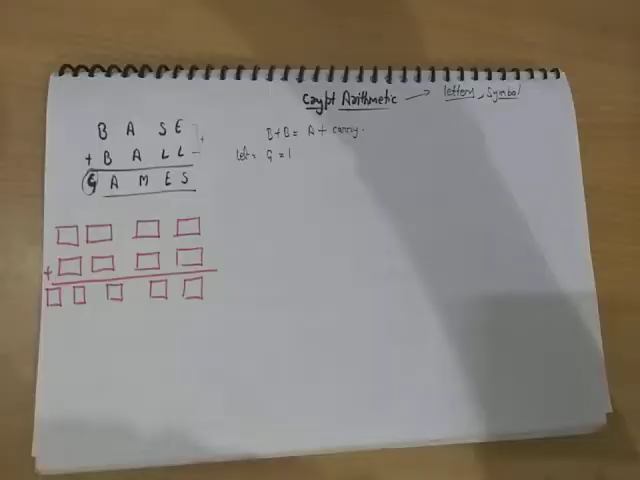 Crypt Arithmetic → letters, symbol
B A S E
+ B A L L
G A M E S
B+B = A + carry.
let = G = 1
+